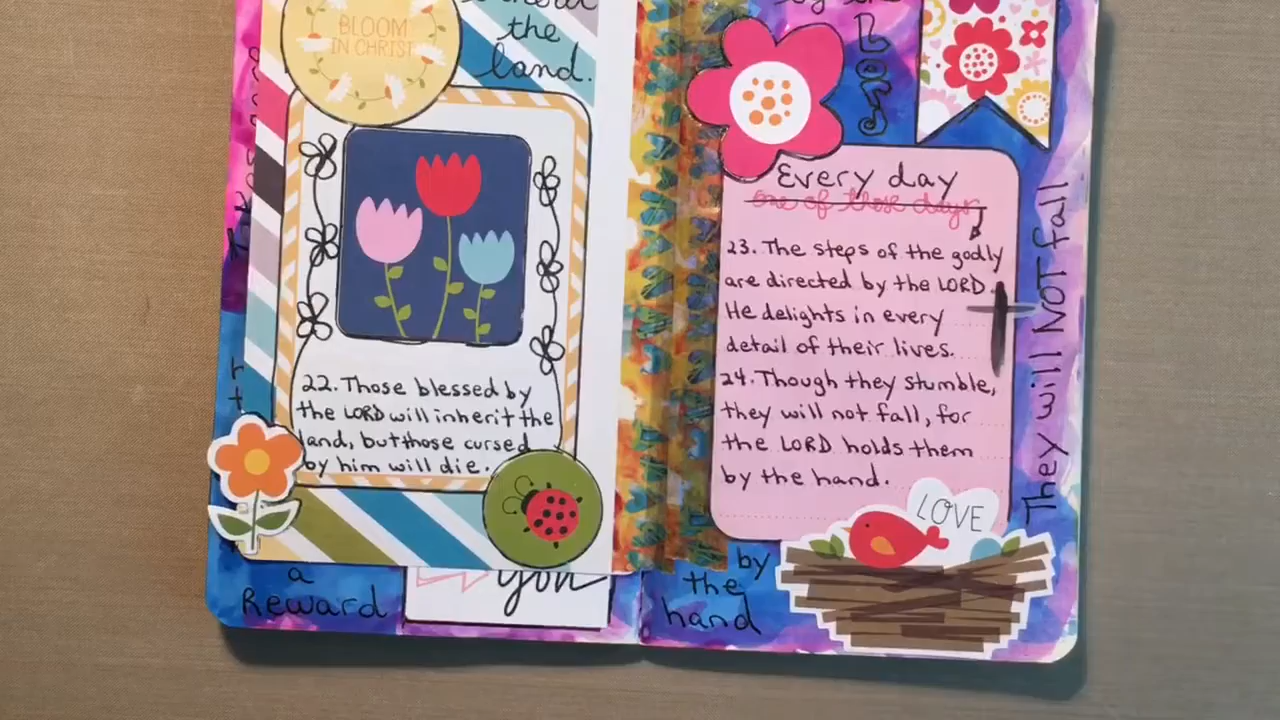 BLOOM
IN CHRIST
the
land.
22. Those blessed by
the LORD will inherit the
land, but those cursed
by him will die.
a
Reward
you
LORD
Every day
one of those days
23. The steps of the godly
are directed by the LORD.
He delights in every
detail of their lives.
24. Though they stumble,
they will not fall, for
the LORD holds them
by the hand.
LOVE
They will NOT fall
by
the
hand